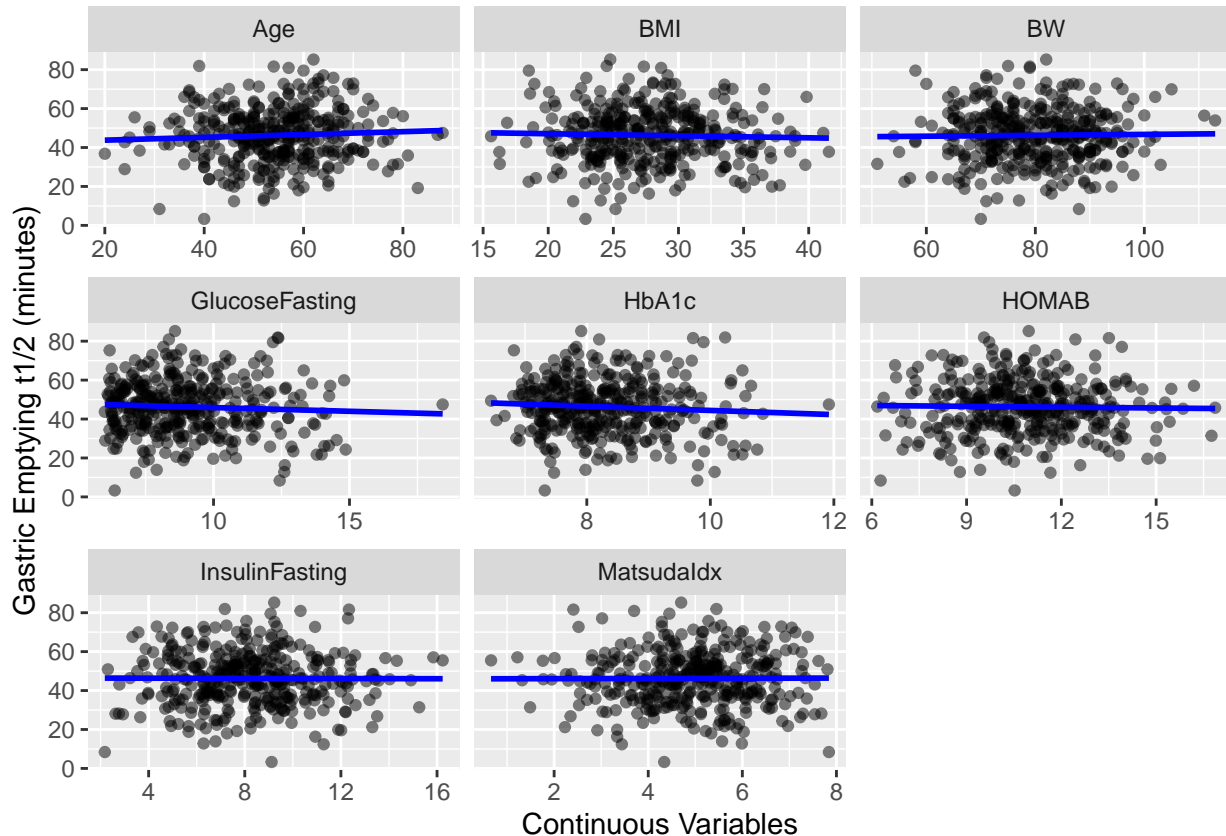 Age
BMI
BW
80
60
40
20
0
20 40 60 80
15 20 25 30 35 40
60 80 100
GlucoseFasting
HbA1c
HOMAB
80
60
40
20
0
10 15
8 10 12
6 9 12 15
InsulinFasting
MatsudaIdx
80
60
40
20
0
4 8 12 16
2 4 6 8
Gastric Emptying t1/2 (minutes)
Continuous Variables